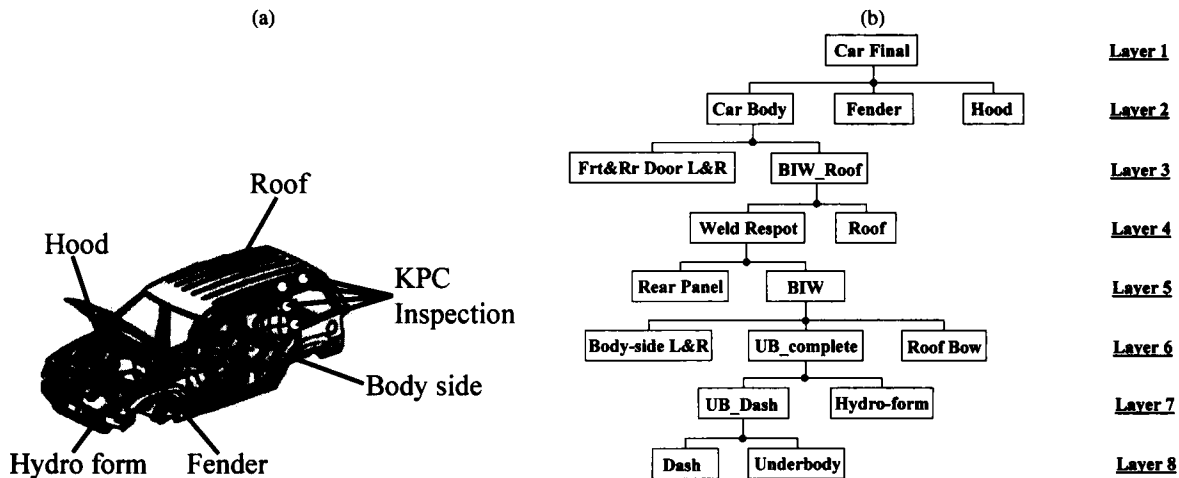 (a)
Roof
Hood
KPC
Inspection
Body side
Hydro form
Fender
(b)
Car Final
Layer 1
Car Body
Fender
Hood
Layer 2
Frt&Rr Door L&R
BIW_Roof
Layer 3
Weld Respot
Roof
Layer 4
Rear Panel
BIW
Layer 5
Body-side L&R
UB_complete
Roof Bow
Layer 6
UB_Dash
Hydro-form
Layer 7
Dash
Underbody
Layer 8